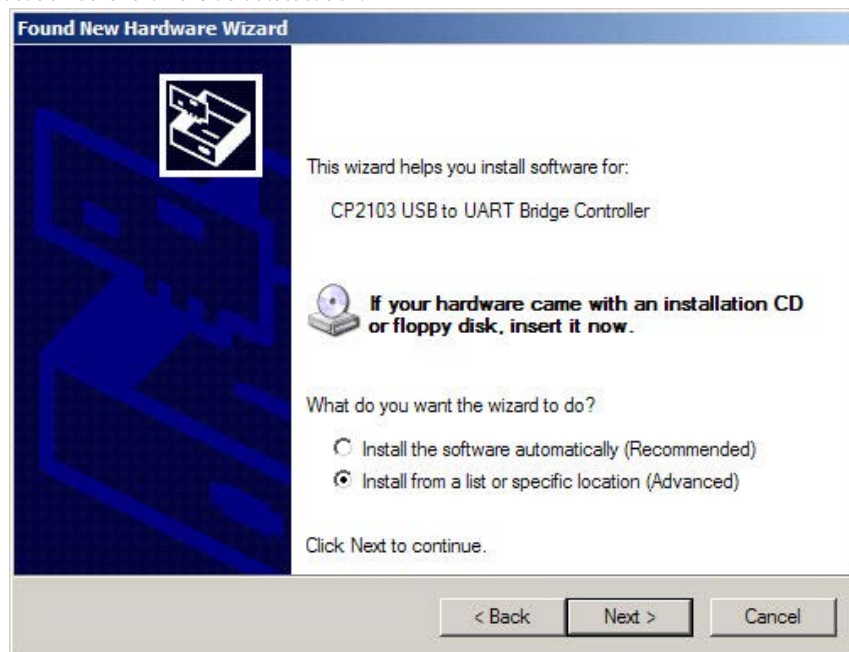 Found New Hardware Wizard
This wizard helps you install software for:
CP2103 USB to UART Bridge Controller
If your hardware came with an installation CD
or floppy disk, insert it now.
What do you want the wizard to do?
Install the software automatically (Recommended)
Install from a list or specific location (Advanced)
Click Next to continue.
< Back Next > Cancel